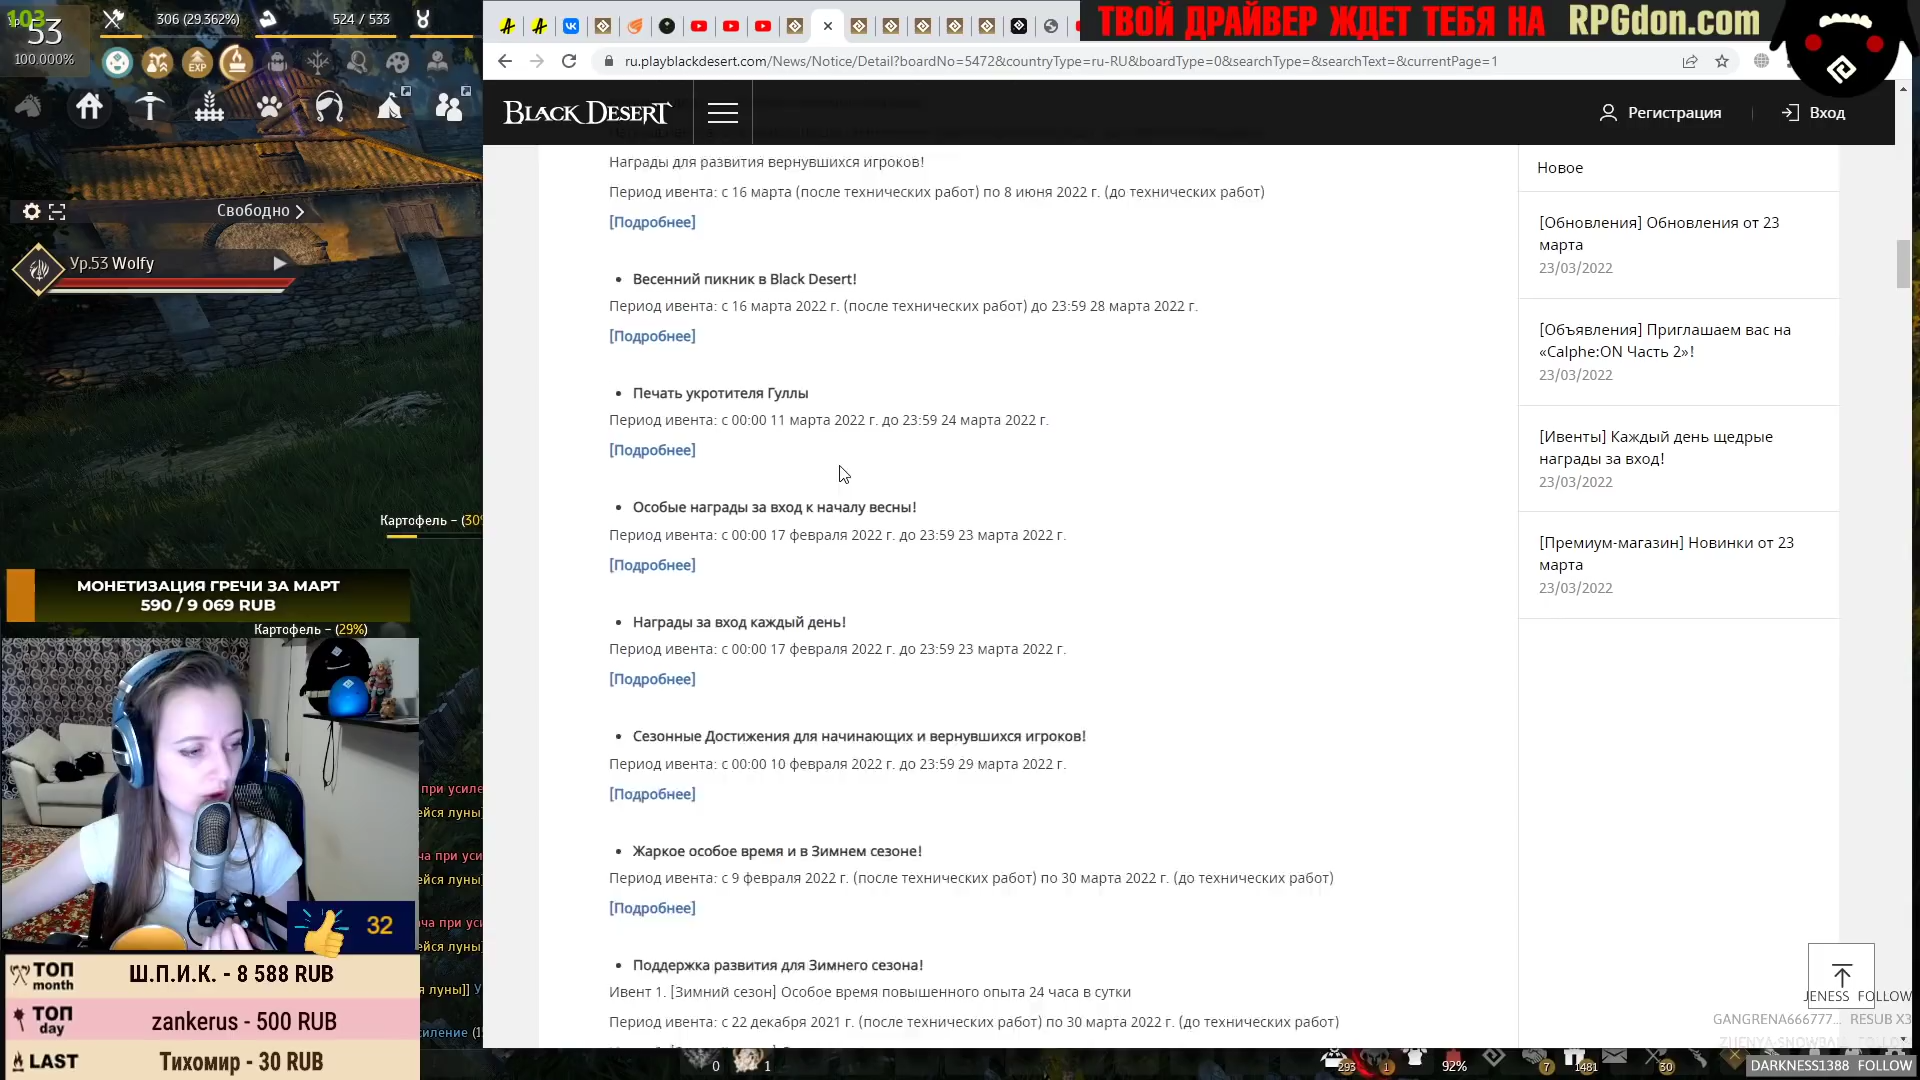 103
53
100.000%
306 (29.362%)
524 / 533
EXP
Свободно
Ур.53 Wolfy
Картофель – (30
МОНЕТИЗАЦИЯ ГРЕЧИ ЗА МАРТ
590 / 9 069 RUB
Картофель – (29%)
32
ТОП month
Ш.П.И.К. - 8 588 RUB
ТОП day
zankerus - 500 RUB
LAST
Тихомир - 30 RUB
ТВОЙ ДРАЙВЕР ЖДЕТ ТЕБЯ НА RPGdon.com
ru.playblackdesert.com/News/Notice/Detail?boardNo=5472&countryType=ru-RU&boardType=0&searchType=&searchText=&currentPage=1
BLACK DESERT
Регистрация
Вход
Награды для развития вернувшихся игроков!
Период ивента: с 16 марта (после технических работ) по 8 июня 2022 г. (до технических работ)
[Подробнее]
• Весенний пикник в Black Desert!
Период ивента: с 16 марта 2022 г. (после технических работ) до 23:59 28 марта 2022 г.
[Подробнее]
• Печать укротителя Гуллы
Период ивента: с 00:00 11 марта 2022 г. до 23:59 24 марта 2022 г.
[Подробнее]
• Особые награды за вход к началу весны!
Период ивента: с 00:00 17 февраля 2022 г. до 23:59 23 марта 2022 г.
[Подробнее]
• Награды за вход каждый день!
Период ивента: с 00:00 17 февраля 2022 г. до 23:59 23 марта 2022 г.
[Подробнее]
• Сезонные Достижения для начинающих и вернувшихся игроков!
Период ивента: с 00:00 10 февраля 2022 г. до 23:59 29 марта 2022 г.
[Подробнее]
• Жаркое особое время и в Зимнем сезоне!
Период ивента: с 9 февраля 2022 г. (после технических работ) по 30 марта 2022 г. (до технических работ)
[Подробнее]
• Поддержка развития для Зимнего сезона!
Ивент 1. [Зимний сезон] Особое время повышенного опыта 24 часа в сутки
Период ивента: с 22 декабря 2021 г. (после технических работ) по 30 марта 2022 г. (до технических работ)
Новое
[Обновления] Обновления от 23
марта
23/03/2022
[Объявления] Приглашаем вас на
«Calphe:ON Часть 2»!
23/03/2022
[Ивенты] Каждый день щедрые
награды за вход!
23/03/2022
[Премиум-магазин] Новинки от 23
марта
23/03/2022
JENESS FOLLOW
GANGRENA666777... RESUB X3
DARKNESS1388 FOLLOW
0
1
293
1
92%
7
1481
30